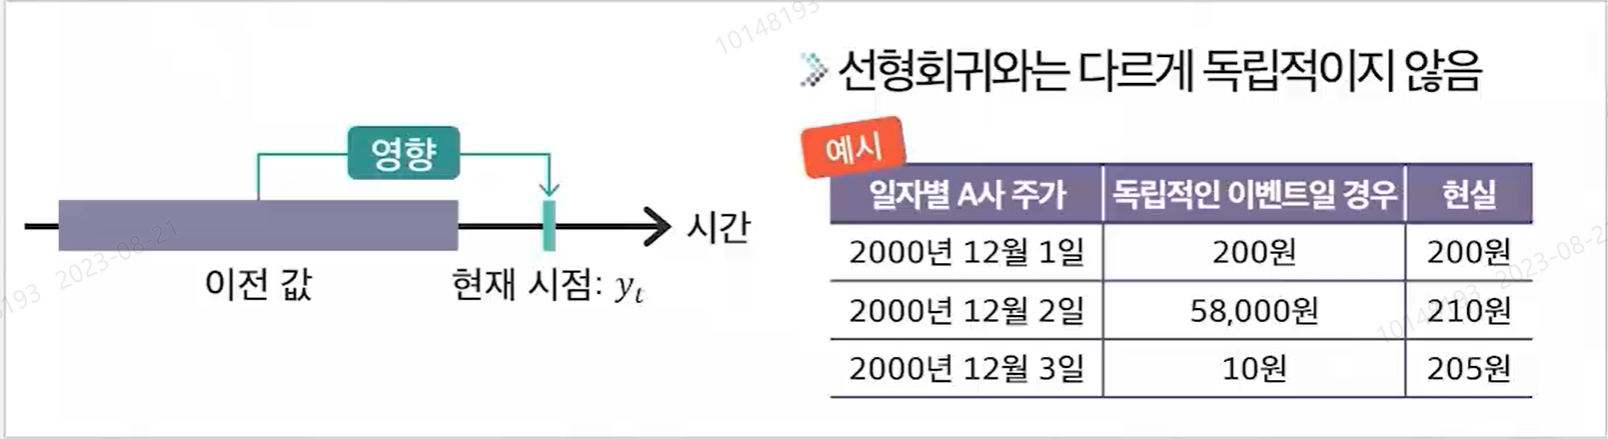 영향
시간
이전 값
현재 시점: yₜ
선형회귀와는 다르게 독립적이지 않음
예시
일자별 A사 주가 독립적인 이벤트일 경우 현실
2000년 12월 1일 200원 200원
2000년 12월 2일 58,000원 210원
2000년 12월 3일 10원 205원
10148193
2023-08-21
10148193 2023-08-2